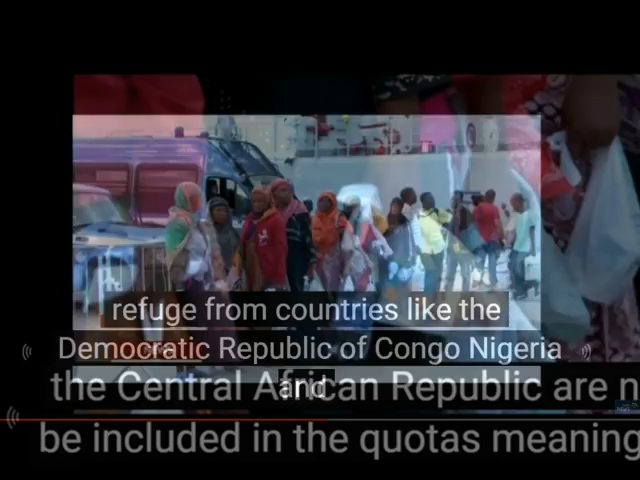 refuge from countries like the
Democratic Republic of Congo Nigeria
and
the Central African Republic are n
be included in the quotas meaning